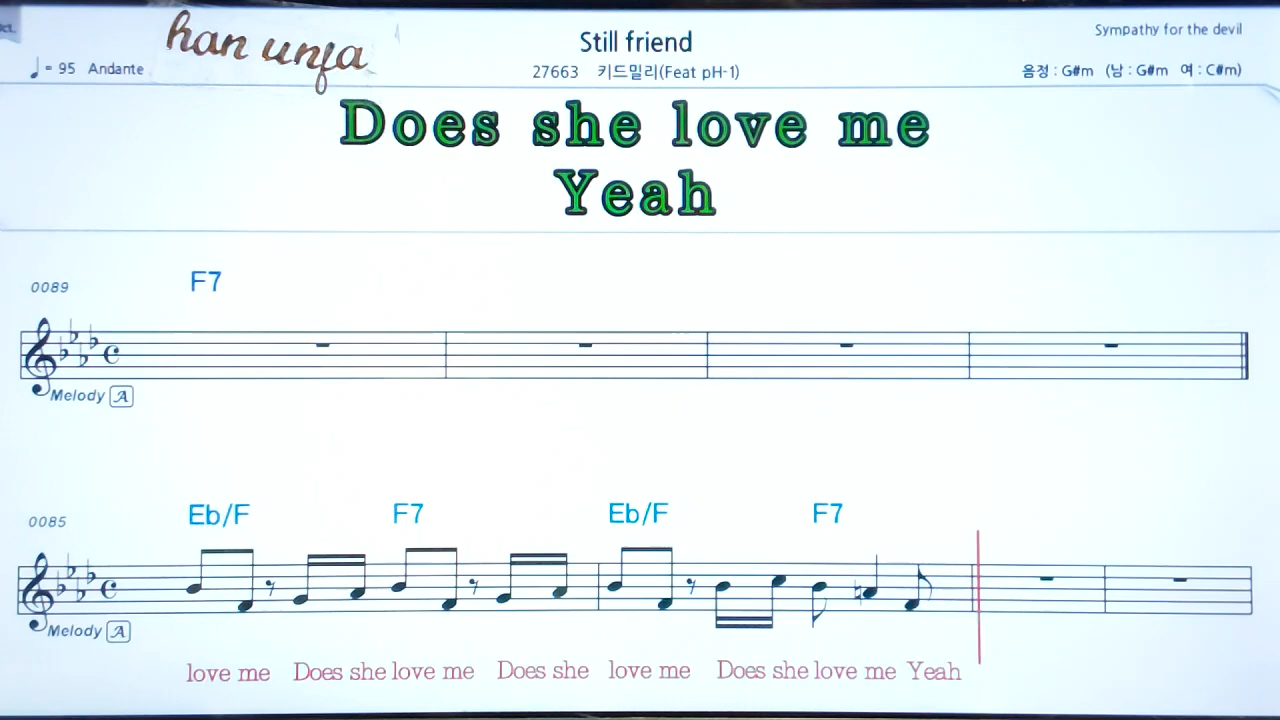 han unfa
♩= 95 Andante
Still friend
27663 키드밀리(Feat pH-1)
Sympathy for the devil
음정 : G#m (남 : G#m 여 : C#m)
Does she love me
Yeah
0089 F7
Melody A
0085 Eb/F F7 Eb/F F7
Melody A
love me Does she love me Does she love me Does she love me Yeah